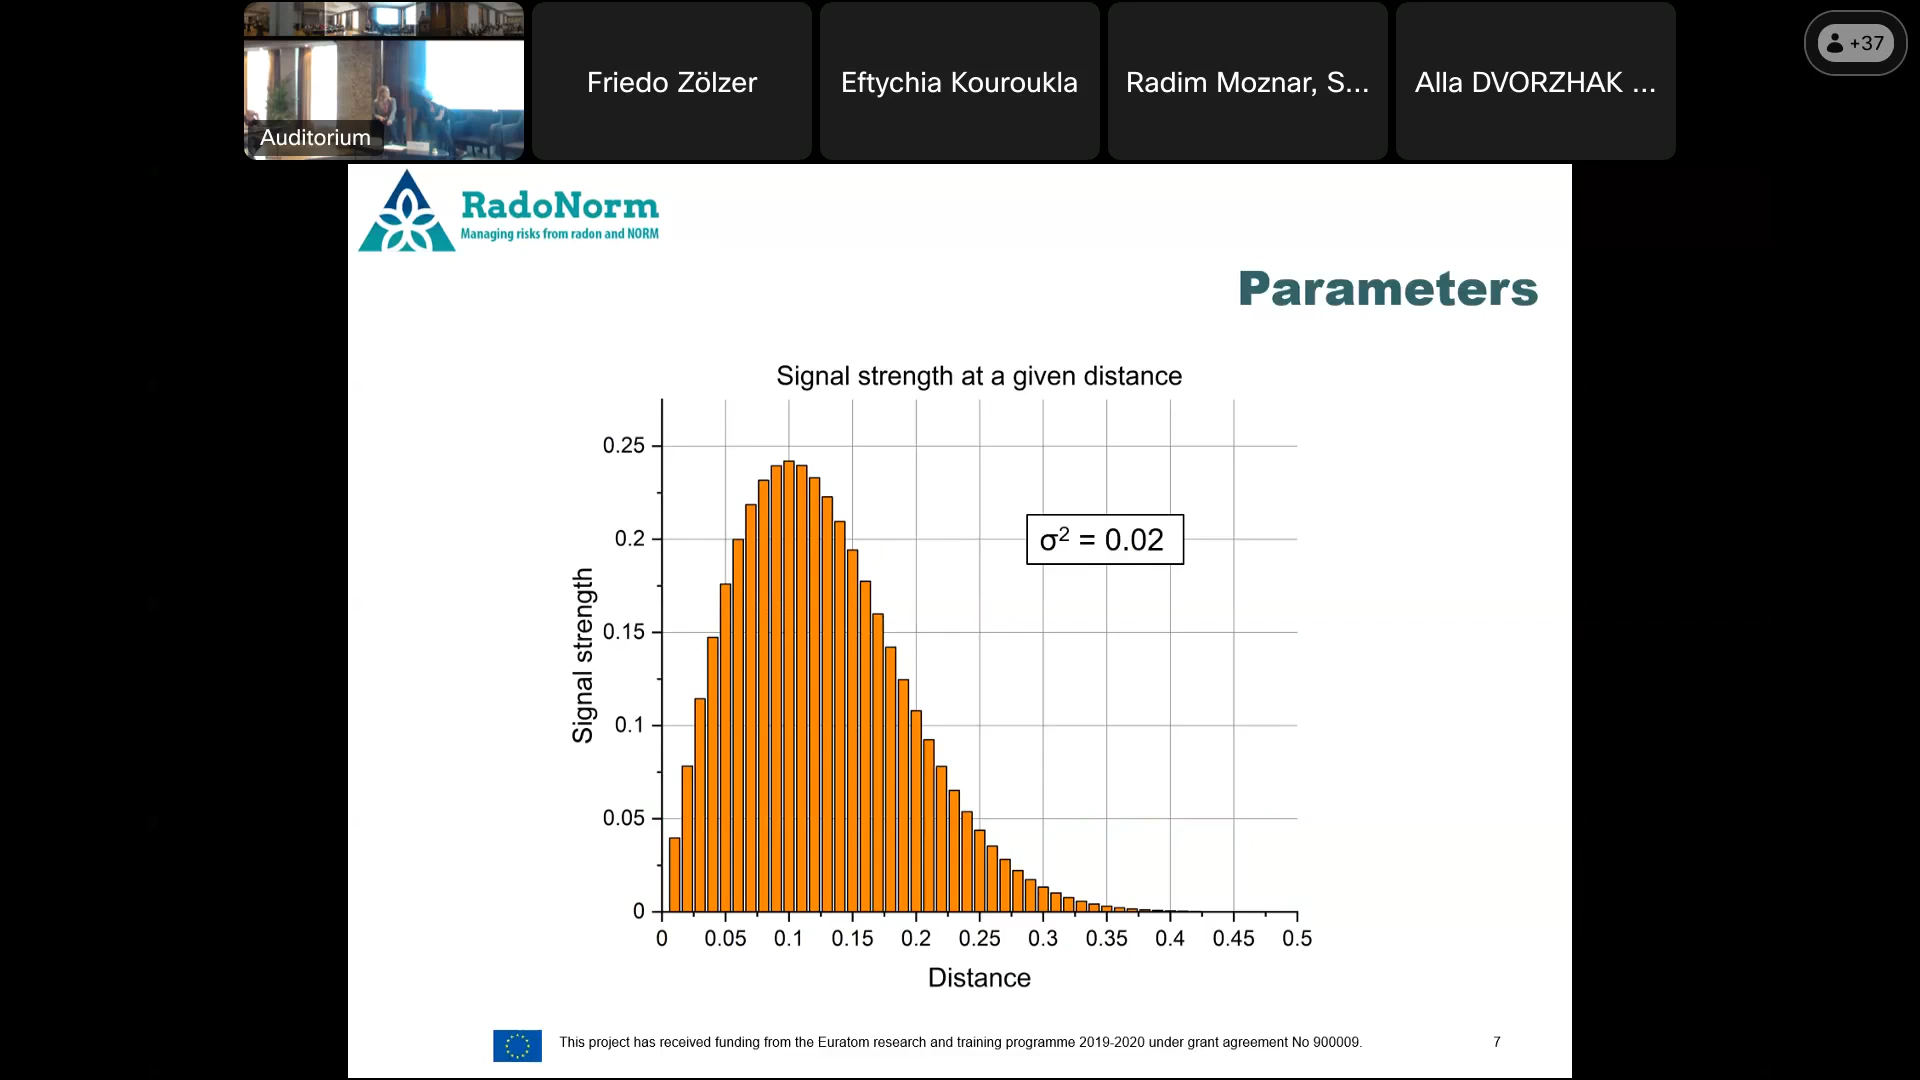 Auditorium
Friedo Zölzer
Eftychia Kouroukla
Radim Moznar, S...
Alla DVORZHAK ...
+37
RadoNorm
Managing risks from radon and NORM
Parameters
Signal strength at a given distance
Signal strength
0.25
0.2
0.15
0.1
0.05
0
σ² = 0.02
0 0.05 0.1 0.15 0.2 0.25 0.3 0.35 0.4 0.45 0.5
Distance
This project has received funding from the Euratom research and training programme 2019-2020 under grant agreement No 900009.
7